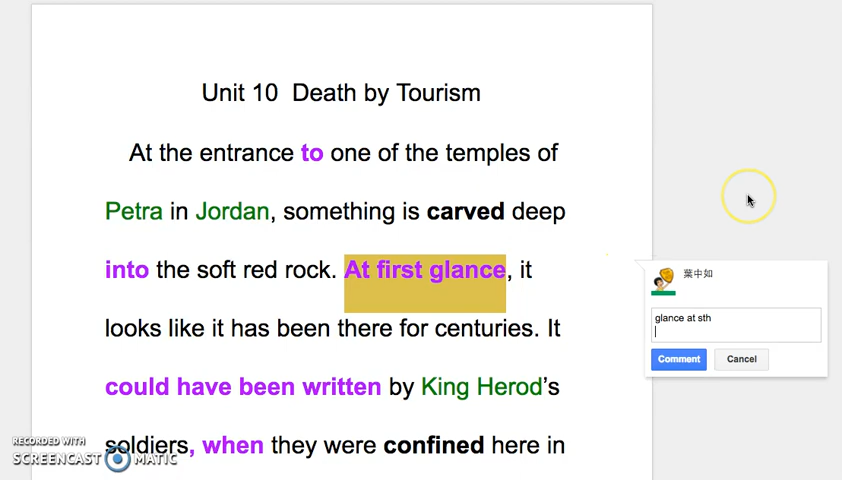 Unit 10 Death by Tourism
At the entrance to one of the temples of
Petra in Jordan, something is carved deep
into the soft red rock. At first glance, it
looks like it has been there for centuries. It
could have been written by King Herod's
soldiers, when they were confined here in
葉中如
glance at sth
Comment Cancel
RECORDED WITH
SCREENCAST MATIC